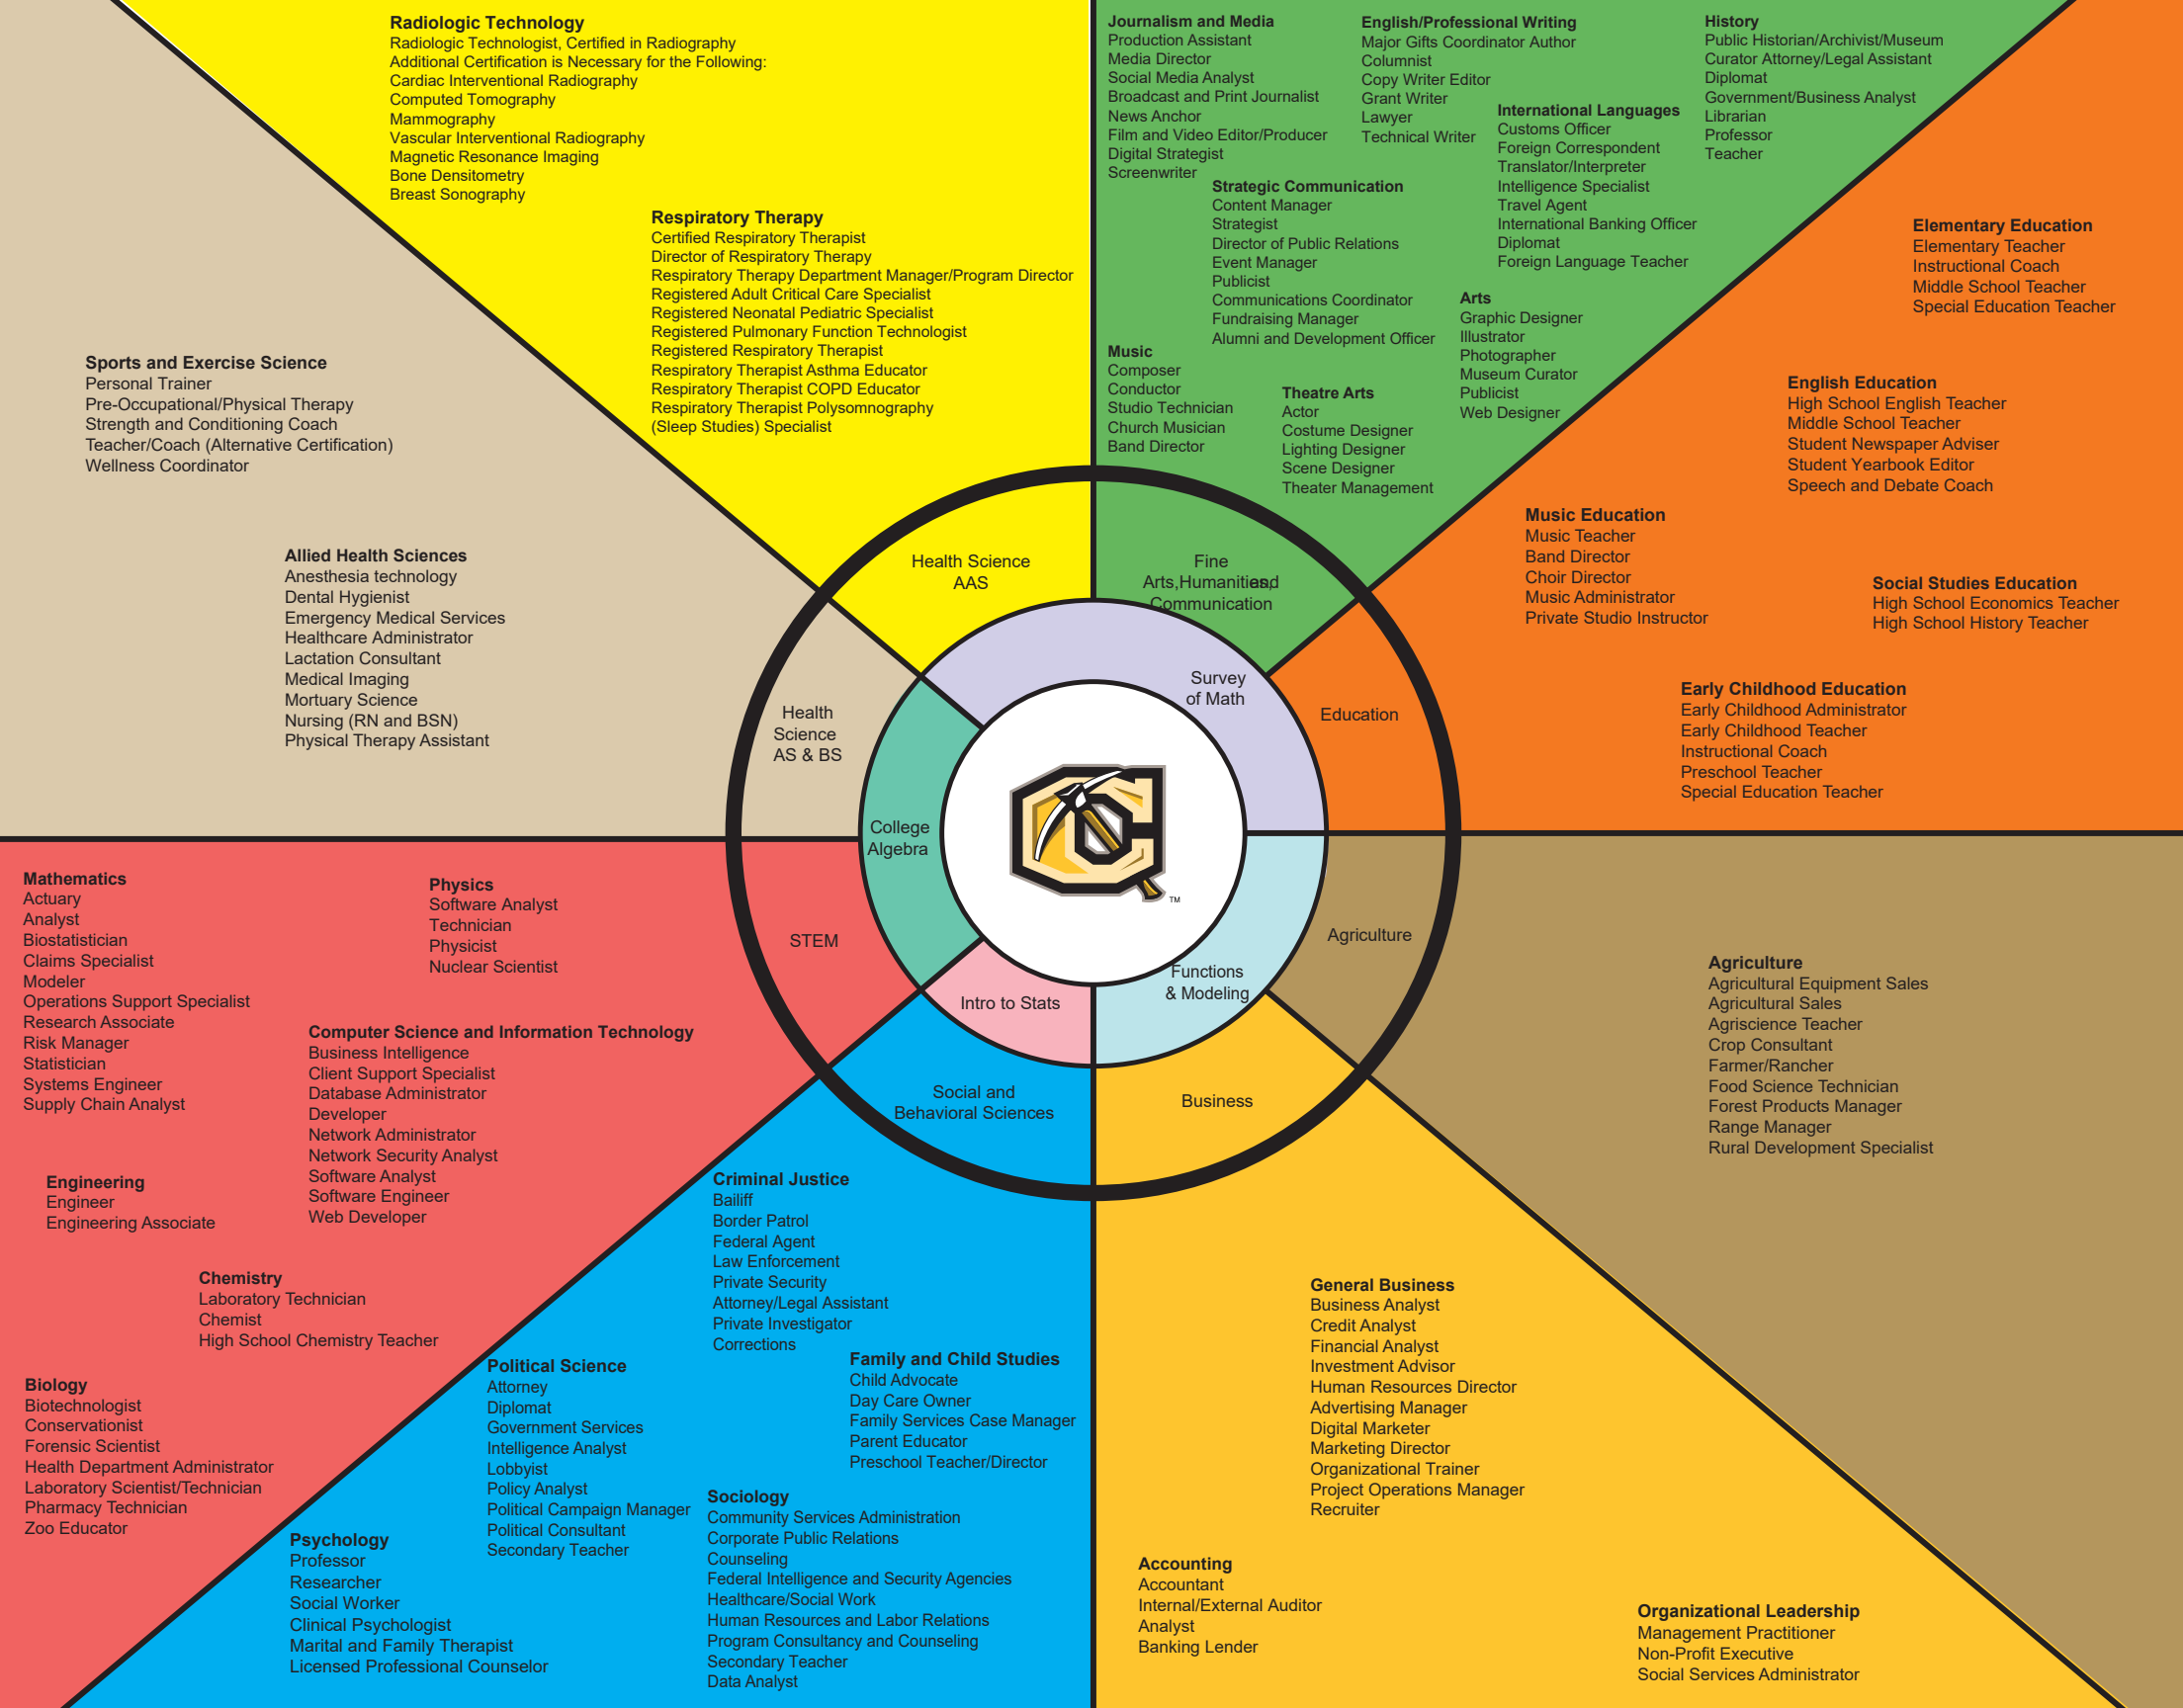 Radiologic Technology
Radiologic Technologist, Certified in Radiography
Additional Certification is Necessary for the Following:
Cardiac Interventional Radiography
Computed Tomography
Mammography
Vascular Interventional Radiography
Magnetic Resonance Imaging
Bone Densitometry
Breast Sonography
Respiratory Therapy
Certified Respiratory Therapist
Director of Respiratory Therapy
Respiratory Therapy Department Manager/Program Director
Registered Adult Critical Care Specialist
Registered Neonatal Pediatric Specialist
Registered Pulmonary Function Technologist
Registered Respiratory Therapist
Respiratory Therapist Asthma Educator
Respiratory Therapist COPD Educator
Respiratory Therapist Polysomnography
(Sleep Studies) Specialist
Journalism and Media
Production Assistant
Media Director
Social Media Analyst
Broadcast and Print Journalist
News Anchor
Film and Video Editor/Producer
Digital Strategist
Screenwriter
English/Professional Writing
Major Gifts Coordinator Author
Columnist
Copy Writer Editor
Grant Writer
Lawyer
Technical Writer
International Languages
Customs Officer
Foreign Correspondent
Translator/Interpreter
Intelligence Specialist
Travel Agent
International Banking Officer
Diplomat
Foreign Language Teacher
History
Public Historian/Archivist/Museum
Curator Attorney/Legal Assistant
Diplomat
Government/Business Analyst
Librarian
Professor
Teacher
Strategic Communication
Content Manager
Strategist
Director of Public Relations
Event Manager
Publicist
Communications Coordinator
Fundraising Manager
Alumni and Development Officer
Arts
Graphic Designer
Illustrator
Photographer
Museum Curator
Publicist
Web Designer
Music
Composer
Conductor
Studio Technician
Church Musician
Band Director
Theatre Arts
Actor
Costume Designer
Lighting Designer
Scene Designer
Theater Management
Elementary Education
Elementary Teacher
Instructional Coach
Middle School Teacher
Special Education Teacher
English Education
High School English Teacher
Middle School Teacher
Student Newspaper Adviser
Student Yearbook Editor
Speech and Debate Coach
Music Education
Music Teacher
Band Director
Choir Director
Music Administrator
Private Studio Instructor
Social Studies Education
High School Economics Teacher
High School History Teacher
Early Childhood Education
Early Childhood Administrator
Early Childhood Teacher
Instructional Coach
Preschool Teacher
Special Education Teacher
Sports and Exercise Science
Personal Trainer
Pre-Occupational/Physical Therapy
Strength and Conditioning Coach
Teacher/Coach (Alternative Certification)
Wellness Coordinator
Allied Health Sciences
Anesthesia technology
Dental Hygienist
Emergency Medical Services
Healthcare Administrator
Lactation Consultant
Medical Imaging
Mortuary Science
Nursing (RN and BSN)
Physical Therapy Assistant
Health Science
AAS
Fine
Arts,Humanities, and
Communication
Health
Science
AS & BS
Survey
of Math
Education
College
Algebra
C
TM
STEM
Intro to Stats
Functions
& Modeling
Agriculture
Social and
Behavioral Sciences
Business
Mathematics
Actuary
Analyst
Biostatistician
Claims Specialist
Modeler
Operations Support Specialist
Research Associate
Risk Manager
Statistician
Systems Engineer
Supply Chain Analyst
Physics
Software Analyst
Technician
Physicist
Nuclear Scientist
Computer Science and Information Technology
Business Intelligence
Client Support Specialist
Database Administrator
Developer
Network Administrator
Network Security Analyst
Software Analyst
Software Engineer
Web Developer
Engineering
Engineer
Engineering Associate
Chemistry
Laboratory Technician
Chemist
High School Chemistry Teacher
Biology
Biotechnologist
Conservationist
Forensic Scientist
Health Department Administrator
Laboratory Scientist/Technician
Pharmacy Technician
Zoo Educator
Criminal Justice
Bailiff
Border Patrol
Federal Agent
Law Enforcement
Private Security
Attorney/Legal Assistant
Private Investigator
Corrections
Family and Child Studies
Child Advocate
Day Care Owner
Family Services Case Manager
Parent Educator
Preschool Teacher/Director
Political Science
Attorney
Diplomat
Government Services
Intelligence Analyst
Lobbyist
Policy Analyst
Political Campaign Manager
Political Consultant
Secondary Teacher
Sociology
Community Services Administration
Corporate Public Relations
Counseling
Federal Intelligence and Security Agencies
Healthcare/Social Work
Human Resources and Labor Relations
Program Consultancy and Counseling
Secondary Teacher
Data Analyst
Psychology
Professor
Researcher
Social Worker
Clinical Psychologist
Marital and Family Therapist
Licensed Professional Counselor
Agriculture
Agricultural Equipment Sales
Agricultural Sales
Agriscience Teacher
Crop Consultant
Farmer/Rancher
Food Science Technician
Forest Products Manager
Range Manager
Rural Development Specialist
General Business
Business Analyst
Credit Analyst
Financial Analyst
Investment Advisor
Human Resources Director
Advertising Manager
Digital Marketer
Marketing Director
Organizational Trainer
Project Operations Manager
Recruiter
Accounting
Accountant
Internal/External Auditor
Analyst
Banking Lender
Organizational Leadership
Management Practitioner
Non-Profit Executive
Social Services Administrator